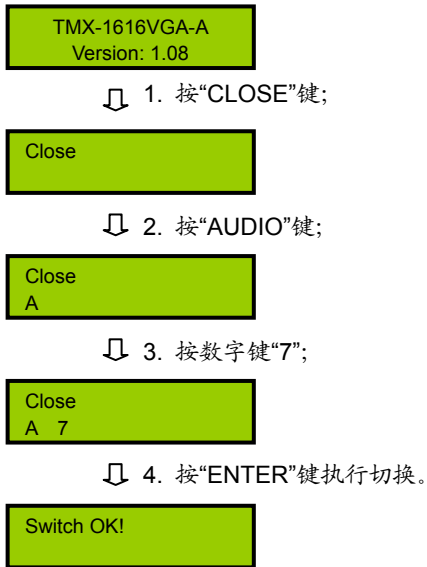 TMX-1616VGA-A
Version: 1.08
1. 按“CLOSE”键;
Close
2. 按“AUDIO”键;
Close
A
3. 按数字键“7”;
Close
A 7
4. 按“ENTER”键执行切换。
Switch OK!